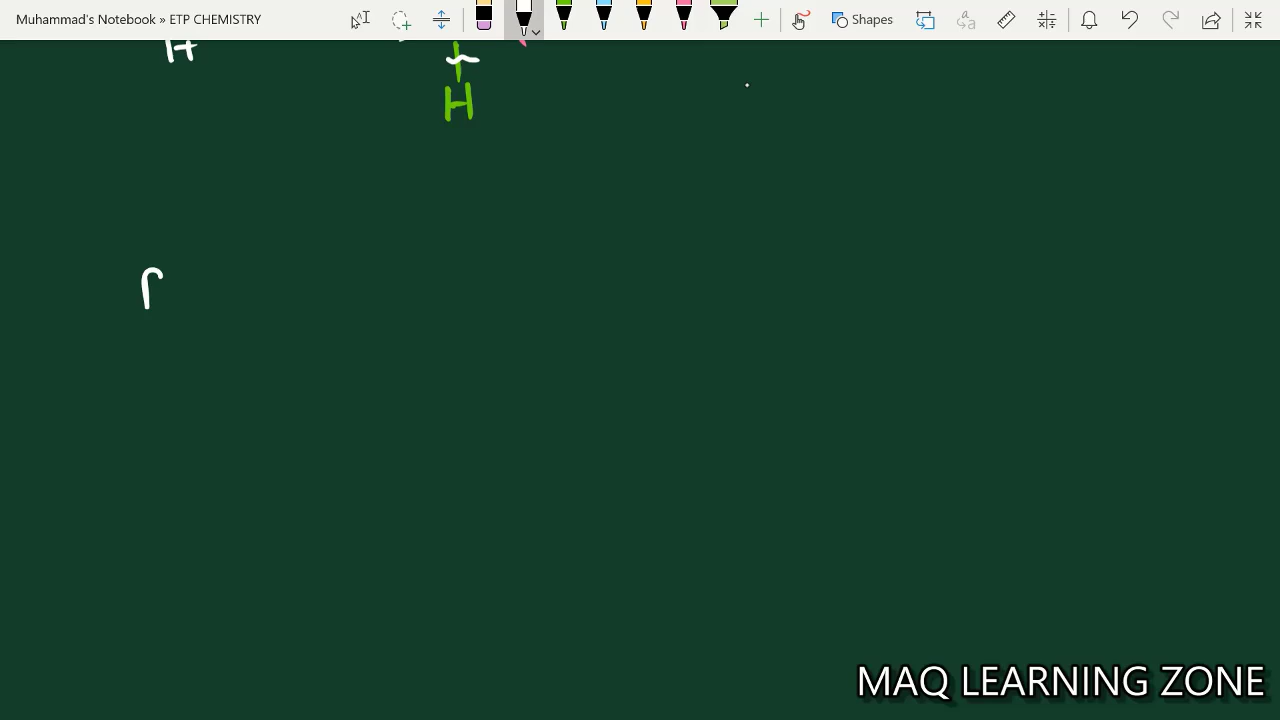 Muhammad's Notebook » ETP CHEMISTRY
Shapes
H
H
MAQ LEARNING ZONE